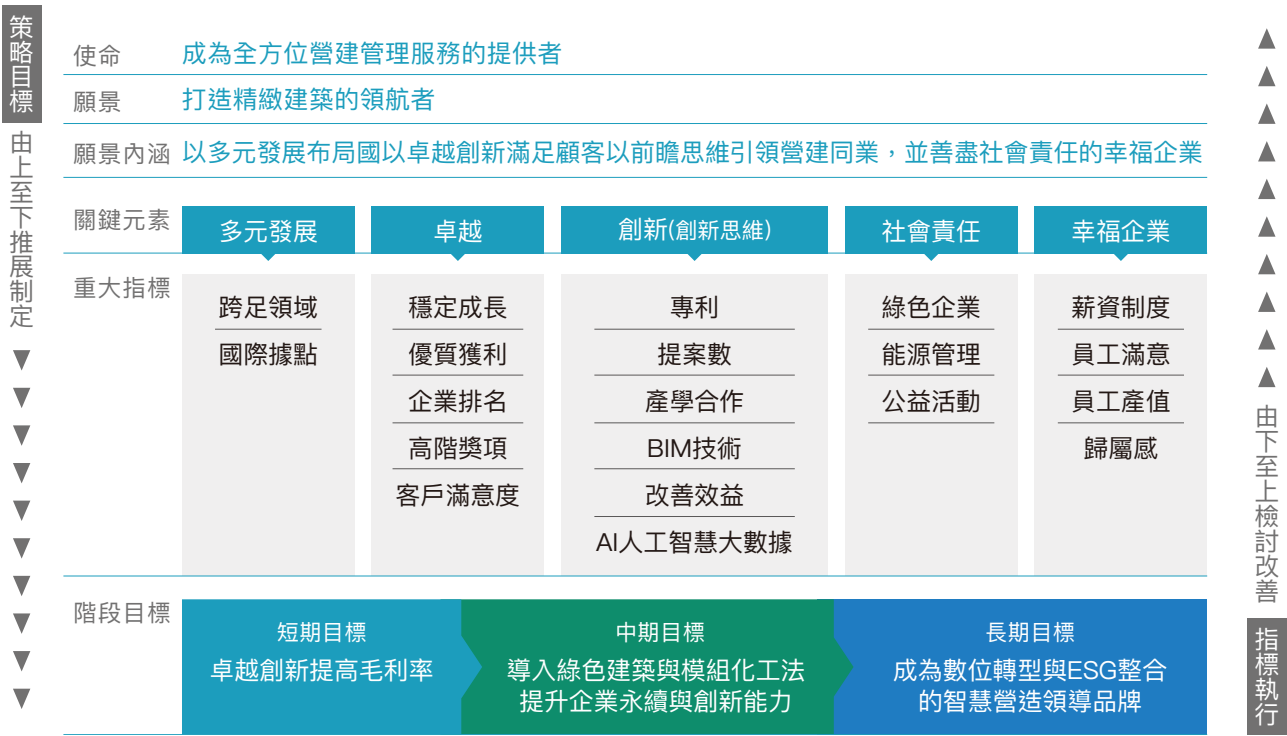 策略目標
由上至下推展制定
使命
成為全方位營建管理服務的提供者
願景
打造精緻建築的領航者
願景內涵
以多元發展布局國以卓越創新滿足顧客以前瞻思維引領營建同業，並善盡社會責任的幸福企業
關鍵元素
多元發展
卓越
創新(創新思維)
社會責任
幸福企業
重大指標
跨足領域
國際據點
穩定成長
優質獲利
企業排名
高階獎項
客戶滿意度
專利
提案數
產學合作
BIM技術
改善效益
AI人工智慧大數據
綠色企業
能源管理
公益活動
薪資制度
員工滿意
員工產值
歸屬感
階段目標
短期目標
卓越創新提高毛利率
中期目標
導入綠色建築與模組化工法
提升企業永續與創新能力
長期目標
成為數位轉型與ESG整合
的智慧營造領導品牌
由下至上檢討改善
指標執行